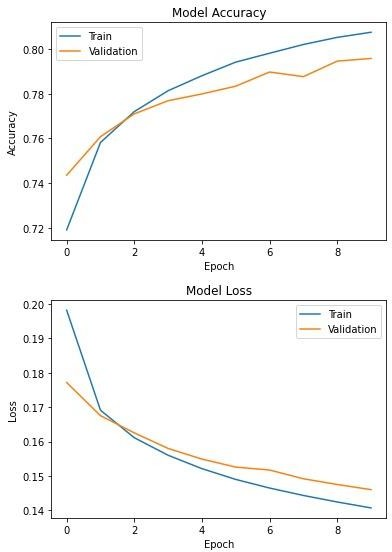 Model Accuracy
Train
Validation
0.80
0.78
0.76
0.74
0.72
Accuracy
0 2 4 6 8
Epoch
Model Loss
Train
Validation
0.20
0.19
0.18
0.17
0.16
0.15
0.14
Loss
0 2 4 6 8
Epoch